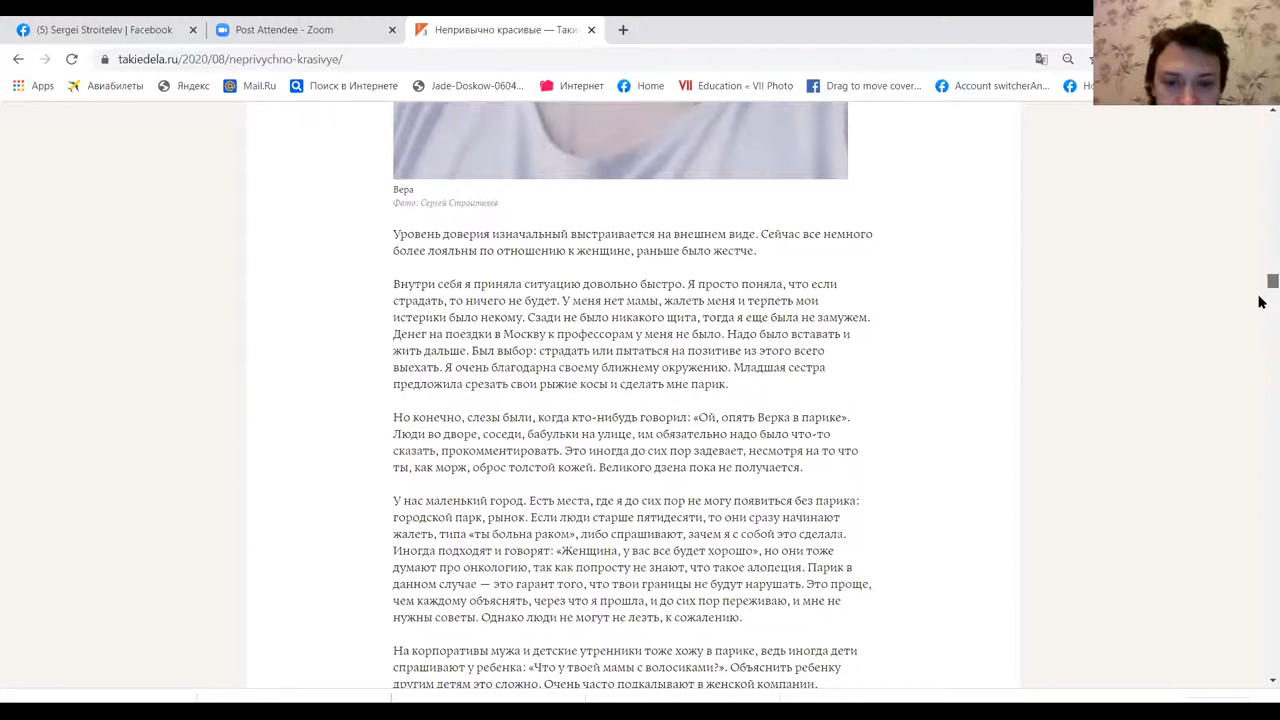 (5) Sergei Stroitelev | Facebook
Post Attendee - Zoom
Непривычно красивые — Таки
takiedela.ru/2020/08/neprivychno-krasivye/
Apps
Авиабилеты
Яндекс
Mail.Ru
Поиск в Интернете
Jade-Doskow-0604...
Интернет
Home
VII Education « VII Photo
Drag to move cover...
Account switcherAn...
Вера
Фото: Сергей Строителев
Уровень доверия изначальный выстраивается на внешнем виде. Сейчас все немного
более лояльны по отношению к женщине, раньше было жестче.
Внутри себя я приняла ситуацию довольно быстро. Я просто поняла, что если
страдать, то ничего не будет. У меня нет мамы, жалеть меня и терпеть мои
истерики было некому. Сзади не было никакого щита, тогда я еще была не замужем.
Денег на поездки в Москву к профессорам у меня не было. Надо было вставать и
жить дальше. Был выбор: страдать или пытаться на позитиве из этого всего
выехать. Я очень благодарна своему ближнему окружению. Младшая сестра
предложила срезать свои рыжие косы и сделать мне парик.
Но конечно, слезы были, когда кто-нибудь говорил: «Ой, опять Верка в парике».
Люди во дворе, соседи, бабульки на улице, им обязательно надо было что-то
сказать, прокомментировать. Это иногда до сих пор задевает, несмотря на то что
ты, как морж, оброс толстой кожей. Великого дзена пока не получается.
У нас маленький город. Есть места, где я до сих пор не могу появиться без парика:
городской парк, рынок. Если люди старше пятидесяти, то они сразу начинают
жалеть, типа «ты больна раком», либо спрашивают, зачем я с собой это сделала.
Иногда подходят и говорят: «Женщина, у вас все будет хорошо», но они тоже
думают про онкологию, так как попросту не знают, что такое алопеция. Парик в
данном случае — это гарант того, что твои границы не будут нарушать. Это проще,
чем каждому объяснять, через что я прошла, и до сих пор переживаю, и мне не
нужны советы. Однако люди не могут не лезть, к сожалению.
На корпоративы мужа и детские утренники тоже хожу в парике, ведь иногда дети
спрашивают у ребенка: «Что у твоей мамы с волосиками?». Объяснить ребенку
другим детям это сложно. Очень часто подкалывают в женской компании.